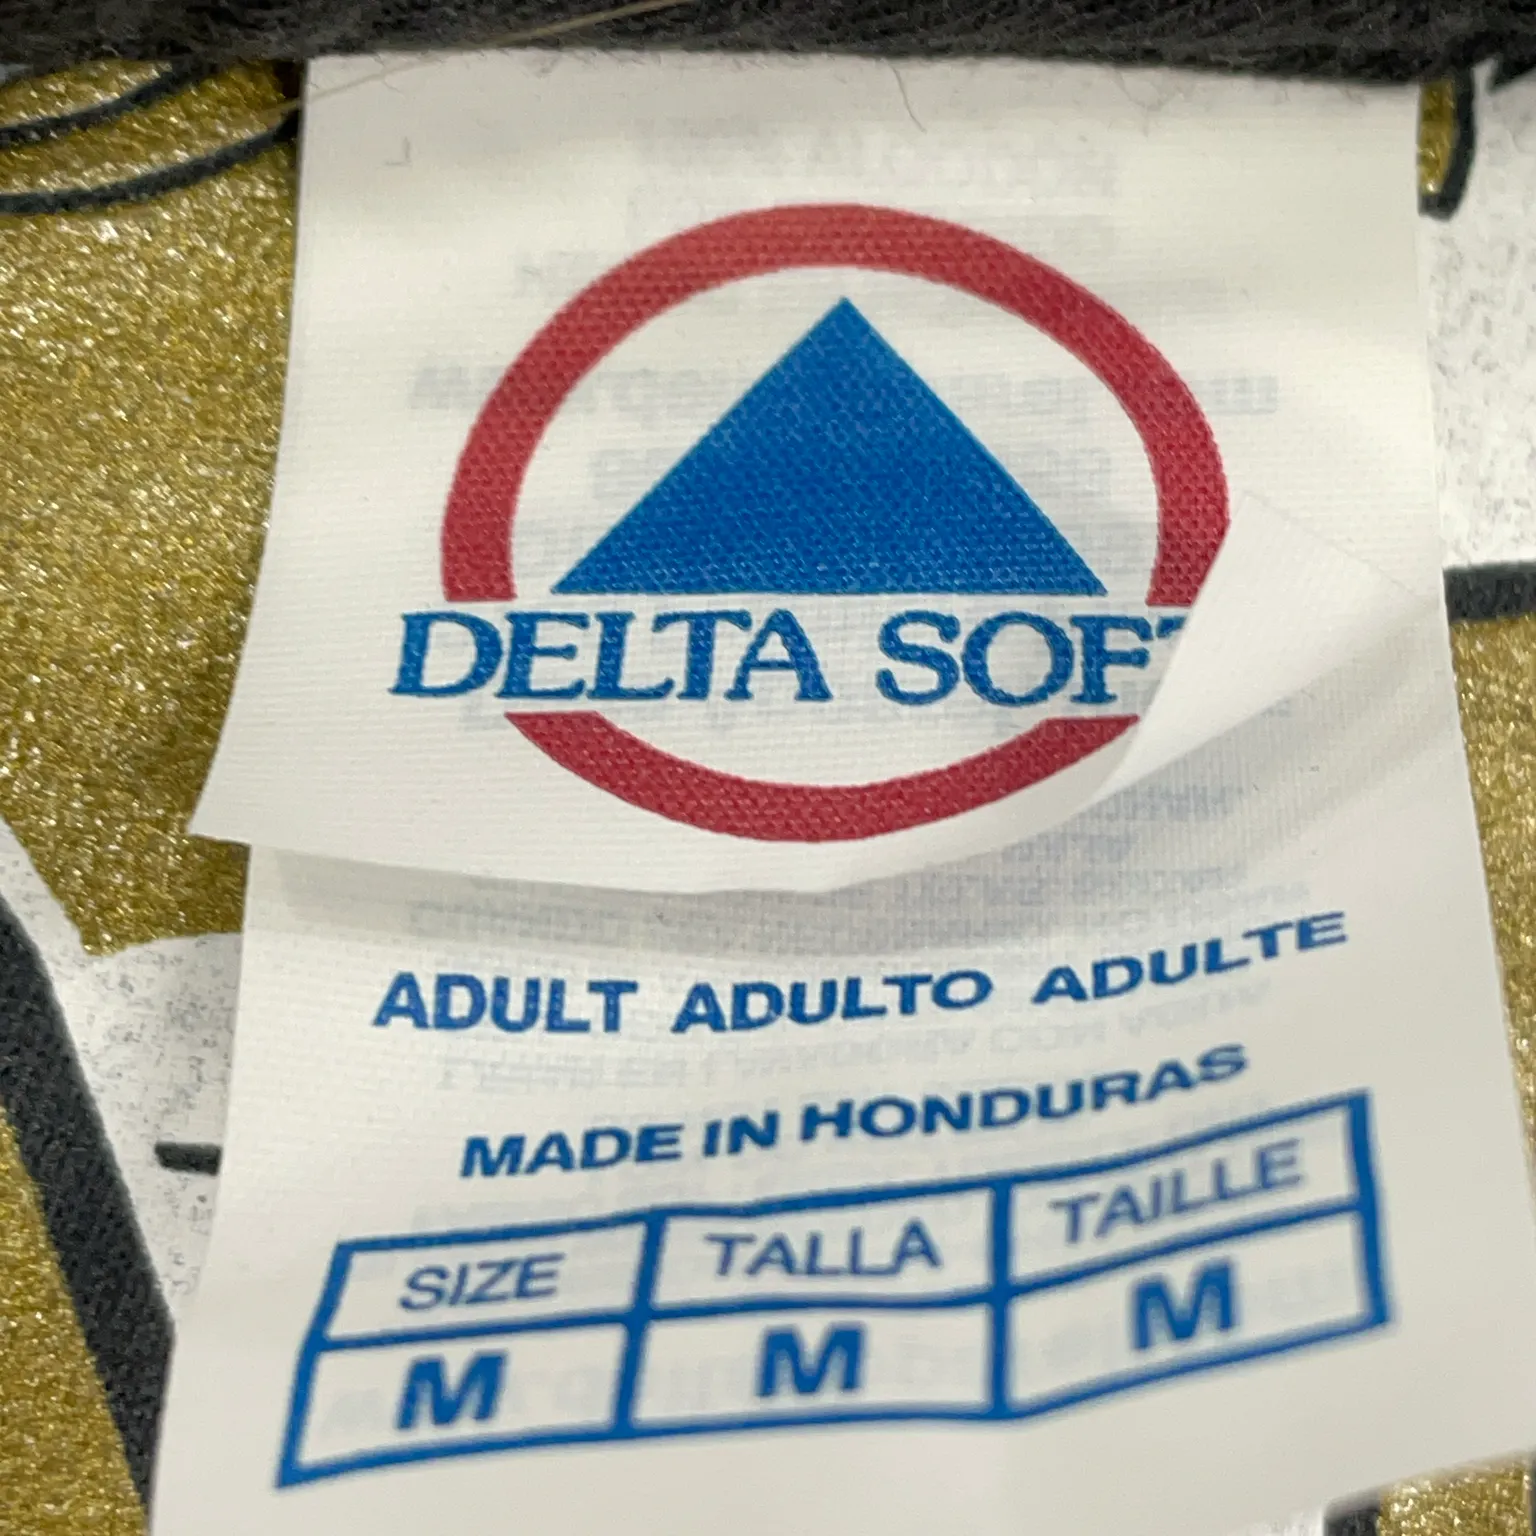 DELTA SOFT
ADULT ADULTO ADULTE
MADE IN HONDURAS
SIZE TALLA TAILLE
M M M